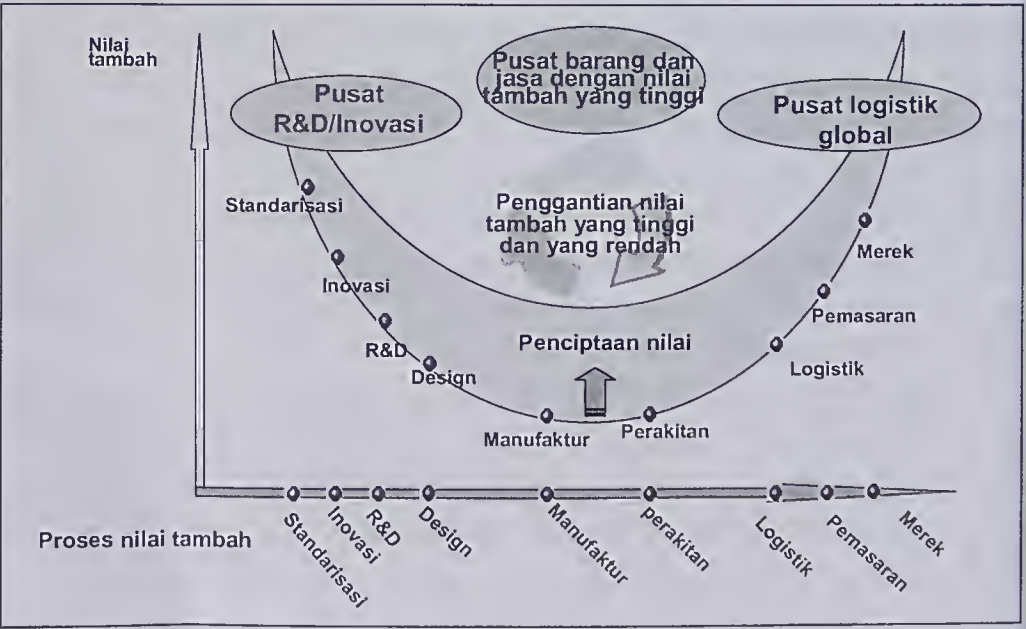 Nilai
tambah
Pusat
R&D/Inovasi
Pusat barang dan
jasa dengan nilai
tambah yang tinggi
Pusat logistik
global
Penggantian nilai
tambah yang tinggi
dan yang rendah
Standarisasi
Inovasi
R&D
Design
Penciptaan nilai
Manufaktur
Perakitan
Logistik
Pemasaran
Merek
Proses nilai tambah
Standarisasi
Inovasi
R&D
Design
Manufaktur
perakitan
Logistik
Pemasaran
Merek